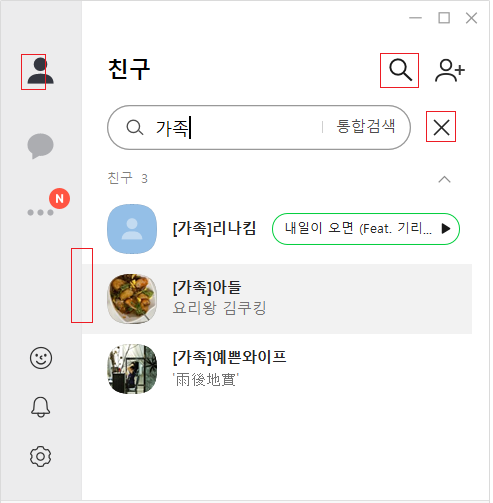 친구
가족
통합검색
N
친구 3
[가족]리나킴
내일이 오면 (Feat. 기리...
[가족]아들
요리왕 김쿠킹
[가족]예쁜와이프
'雨後地實'